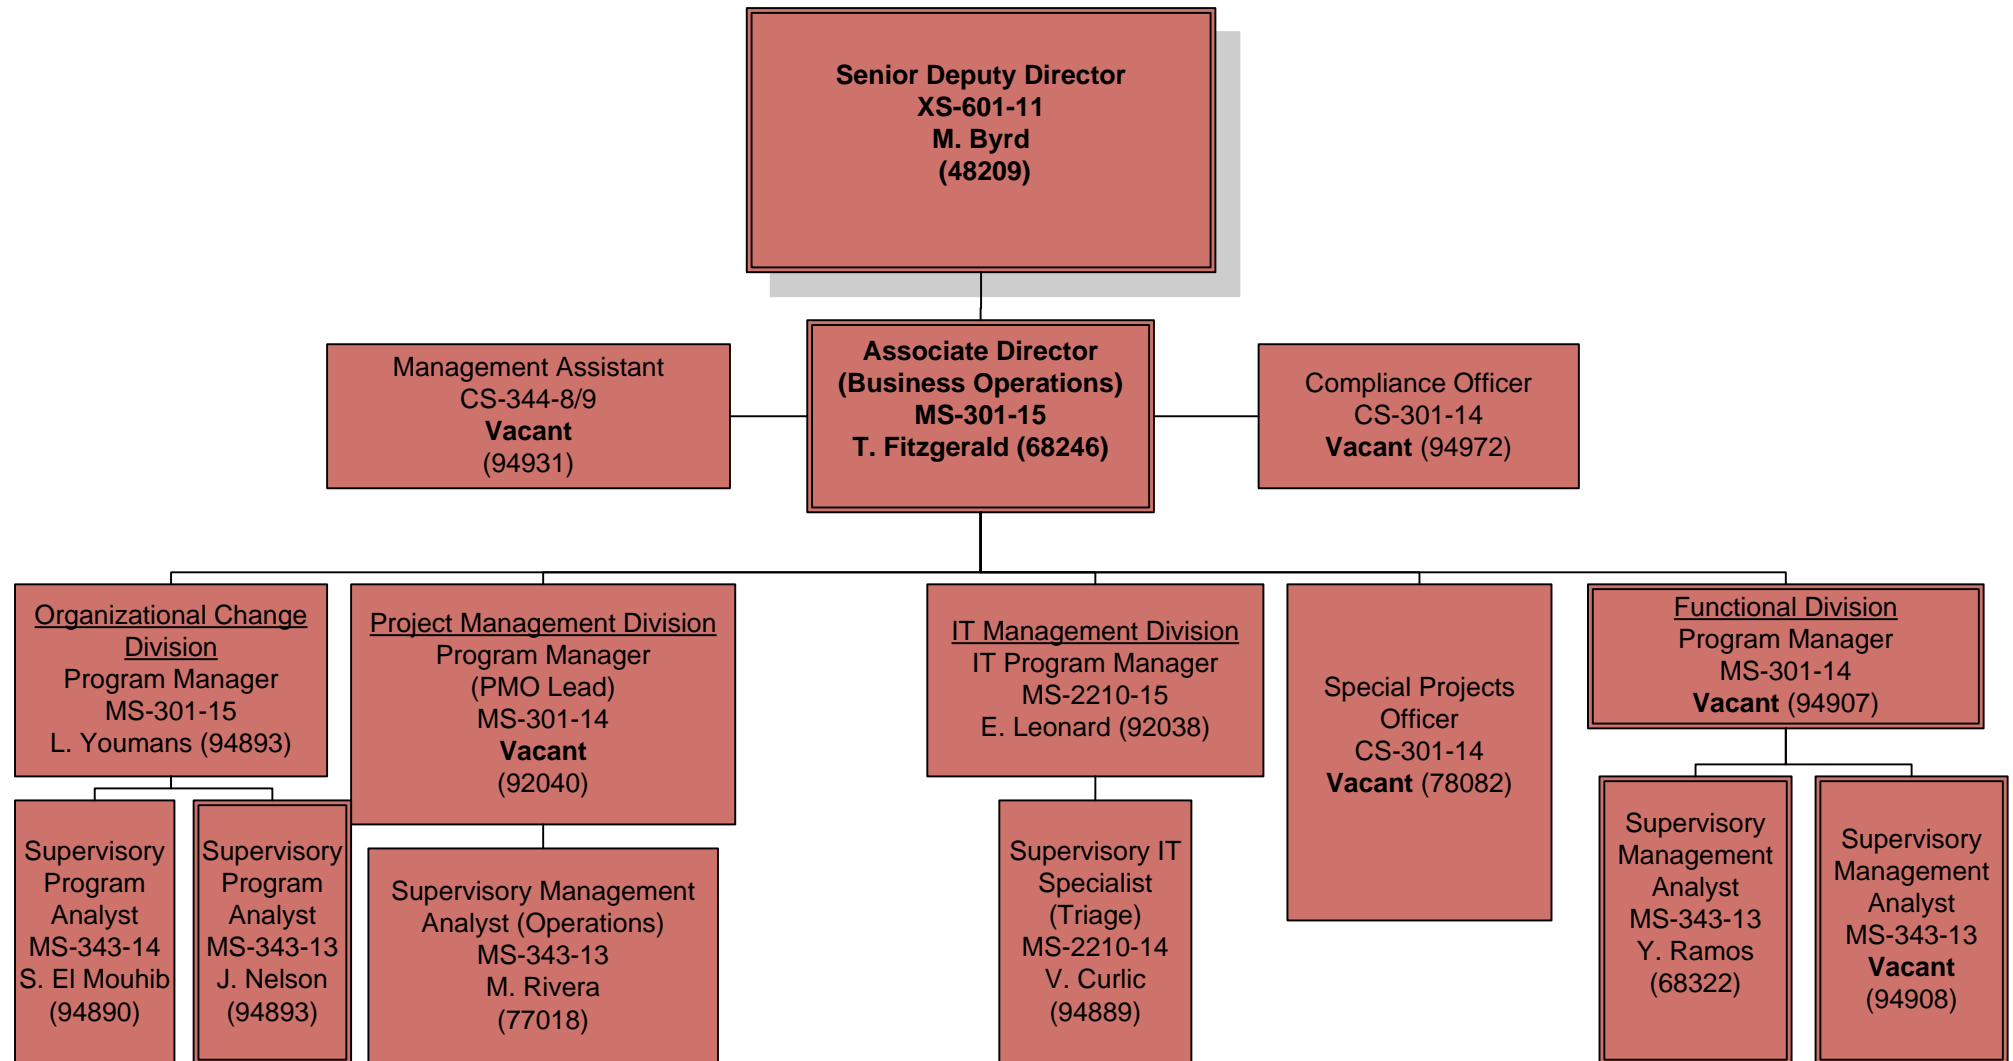 Senior Deputy Director
XS-601-11
M. Byrd
(48209)
Management Assistant
CS-344-8/9
Vacant
(94931)
Associate Director
(Business Operations)
MS-301-15
T. Fitzgerald (68246)
Compliance Officer
CS-301-14
Vacant (94972)
Organizational Change
Division
Program Manager
MS-301-15
L. Youmans (94893)
Project Management Division
Program Manager
(PMO Lead)
MS-301-14
Vacant
(92040)
IT Management Division
IT Program Manager
MS-2210-15
E. Leonard (92038)
Special Projects
Officer
CS-301-14
Vacant (78082)
Functional Division
Program Manager
MS-301-14
Vacant (94907)
Supervisory
Program
Analyst
MS-343-14
S. El Mouhib
(94890)
Supervisory
Program
Analyst
MS-343-13
J. Nelson
(94893)
Supervisory Management
Analyst (Operations)
MS-343-13
M. Rivera
(77018)
Supervisory IT
Specialist
(Triage)
MS-2210-14
V. Curlic
(94889)
Supervisory
Management
Analyst
MS-343-13
Y. Ramos
(68322)
Supervisory
Management
Analyst
MS-343-13
Vacant
(94908)